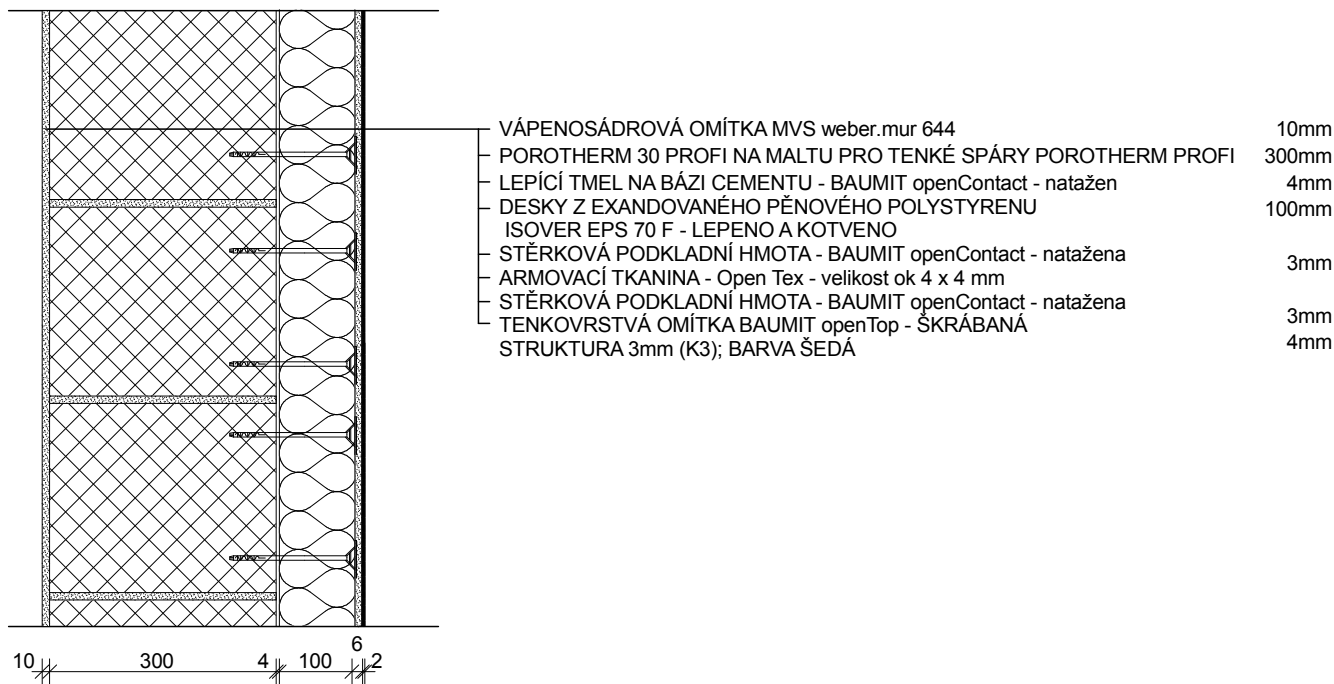 VÁPENOSÁDROVÁ OMÍTKA MVS weber.mur 644 10mm
POROTHERM 30 PROFI NA MALTU PRO TENKÉ SPÁRY POROTHERM PROFI 300mm
LEPÍCÍ TMEL NA BÁZI CEMENTU - BAUMIT openContact - natažen 4mm
DESKY Z EXANDOVANÉHO PĚNOVÉHO POLYSTYRENU 100mm
ISOVER EPS 70 F - LEPENO A KOTVENO
STĚRKOVÁ PODKLADNÍ HMOTA - BAUMIT openContact - natažena 3mm
ARMOVACÍ TKANINA - Open Tex - velikost ok 4 x 4 mm
STĚRKOVÁ PODKLADNÍ HMOTA - BAUMIT openContact - natažena 3mm
TENKOVRSTVÁ OMÍTKA BAUMIT openTop - ŠKRÁBANÁ
STRUKTURA 3mm (K3); BARVA ŠEDÁ 4mm
10 300 4 100 6 2